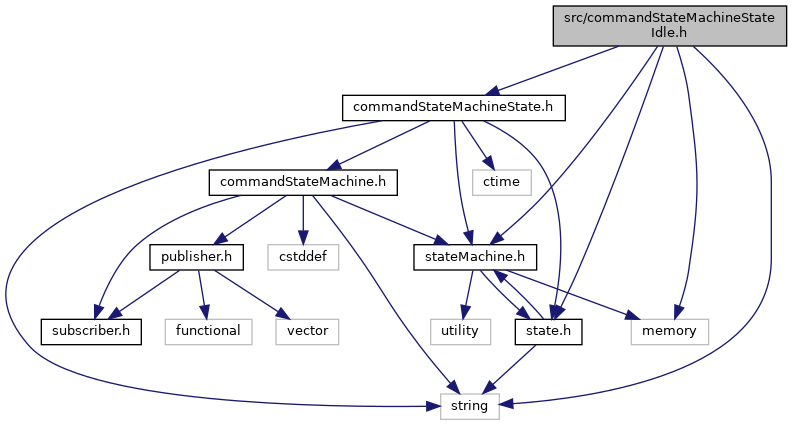 src/commandStateMachineState
Idle.h
commandStateMachineState.h
commandStateMachine.h
ctime
publisher.h
cstddef
stateMachine.h
subscriber.h
functional
vector
utility
state.h
memory
string